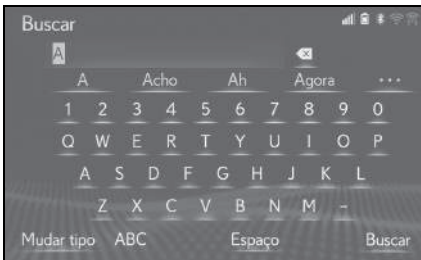 Buscar
A
A Acho Ah Agora ...
1 2 3 4 5 6 7 8 9 0
Q W E R T Y U I O P
A S D F G H J K L
Z X C V B N M -
Mudar tipo ABC Espaço Buscar